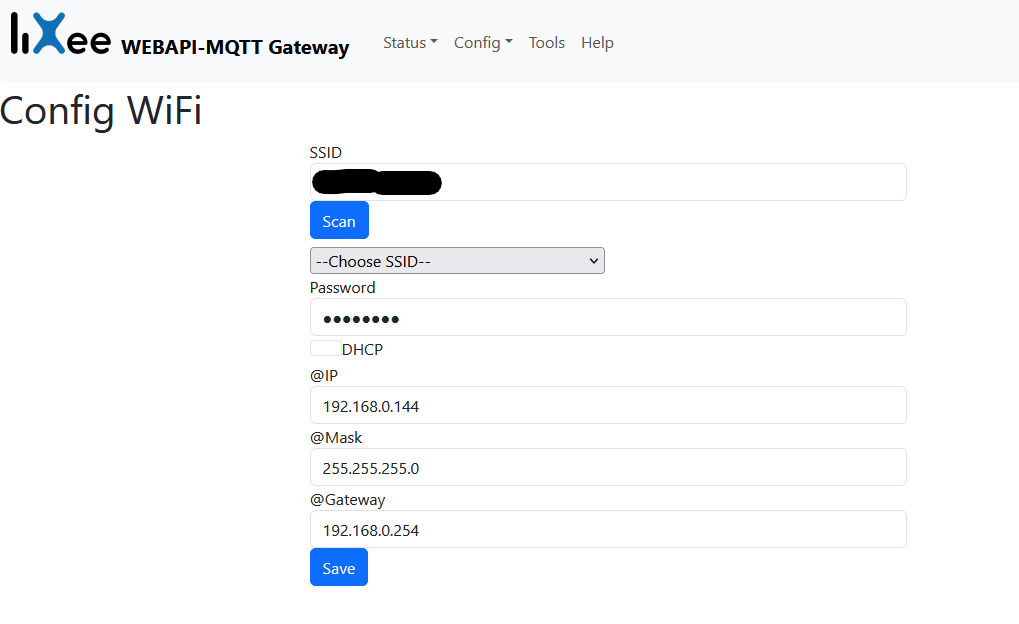 liXee WEBAPI-MQTT Gateway Status Config Tools Help
Config WiFi
SSID
Scan
--Choose SSID--
Password
DHCP
@IP
192.168.0.144
@Mask
255.255.255.0
@Gateway
192.168.0.254
Save